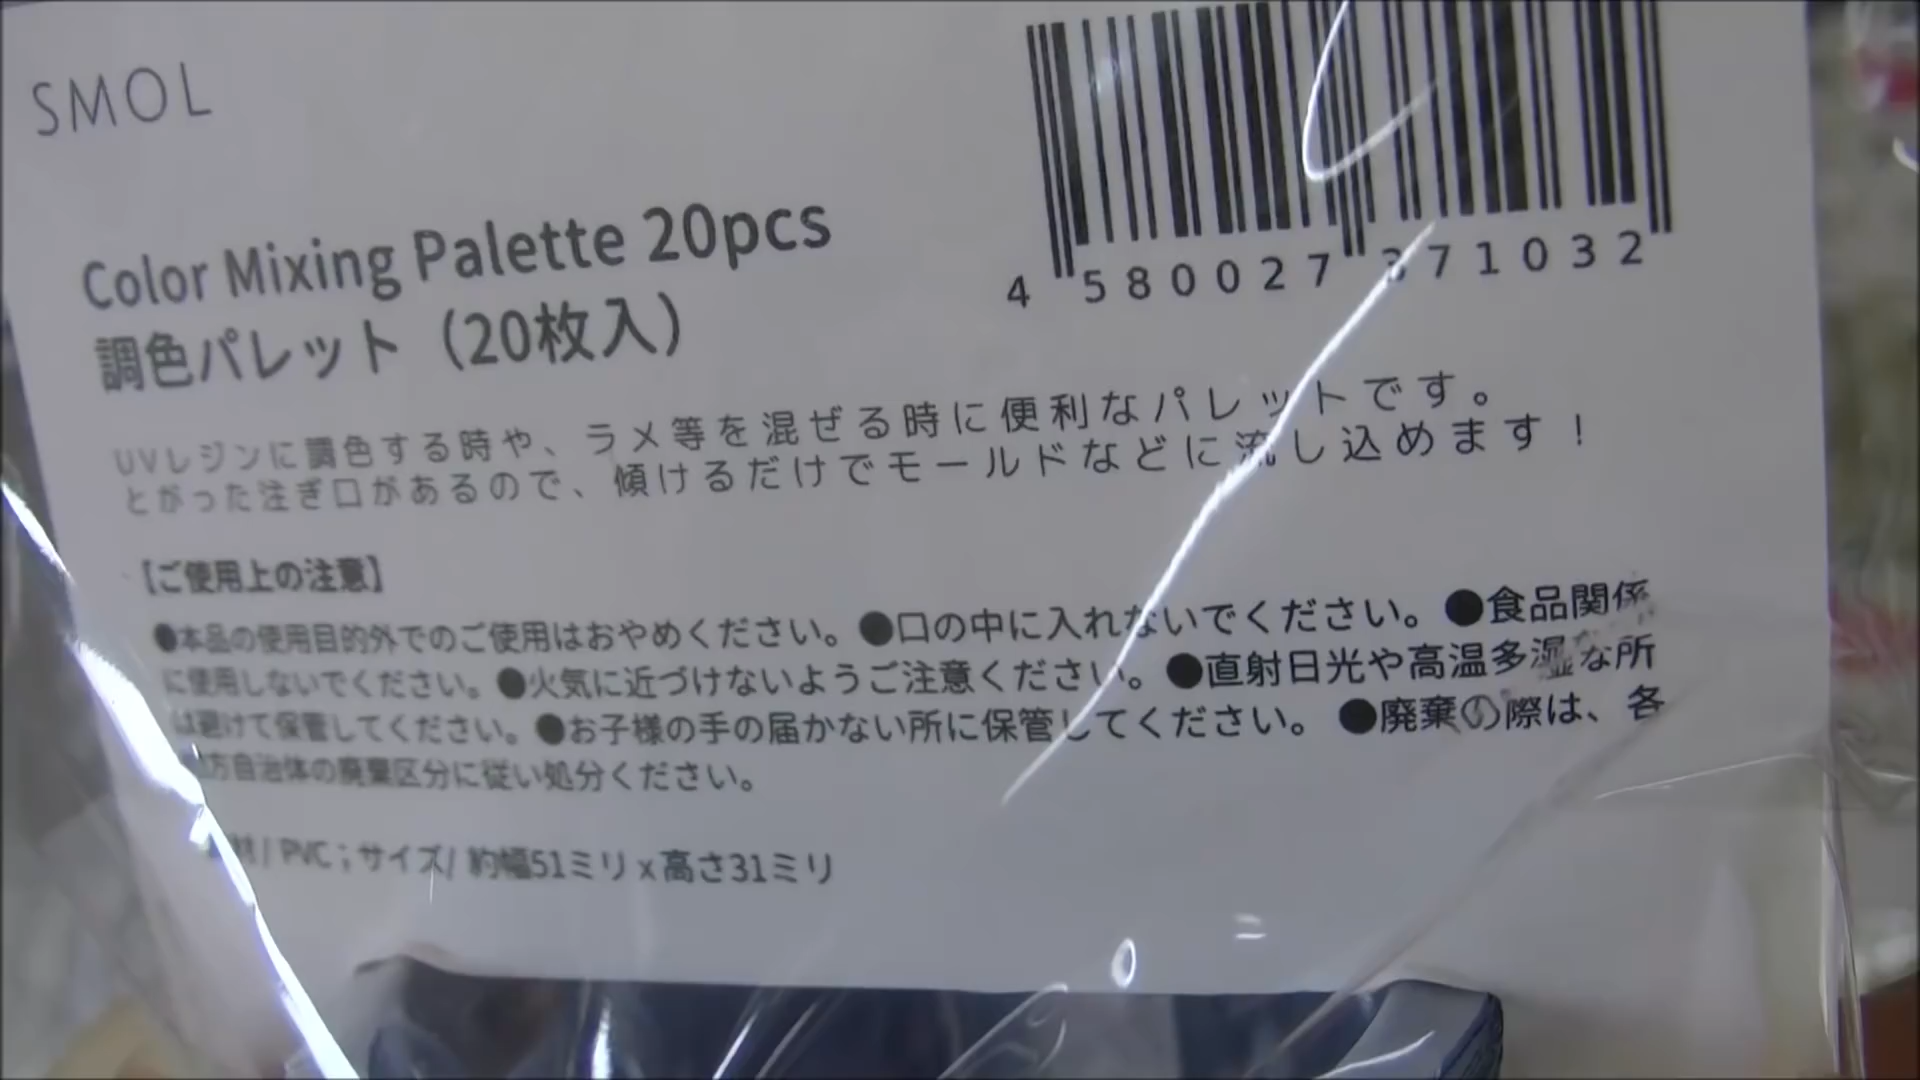 SMOL
Color Mixing Palette 20pcs
調色パレット（20枚入）
4 580027 371032
UVレジンに調色する時や、ラメ等を混ぜる時に便利なパレットです。
とがった注ぎ口があるので、傾けるだけでモールドなどに流し込めます！
【ご使用上の注意】
●本品の使用目的外でのご使用はおやめください。●口の中に入れないでください。●食品関係
に使用しないでください。●火気に近づけないようご注意ください。●直射日光や高温多湿な所
は避けて保管してください。●お子様の手の届かない所に保管してください。●廃棄の際は、各
方自治体の廃棄区分に従い処分ください。
材/ PVC；サイズ/ 約幅51ミリ x 高さ31ミリ